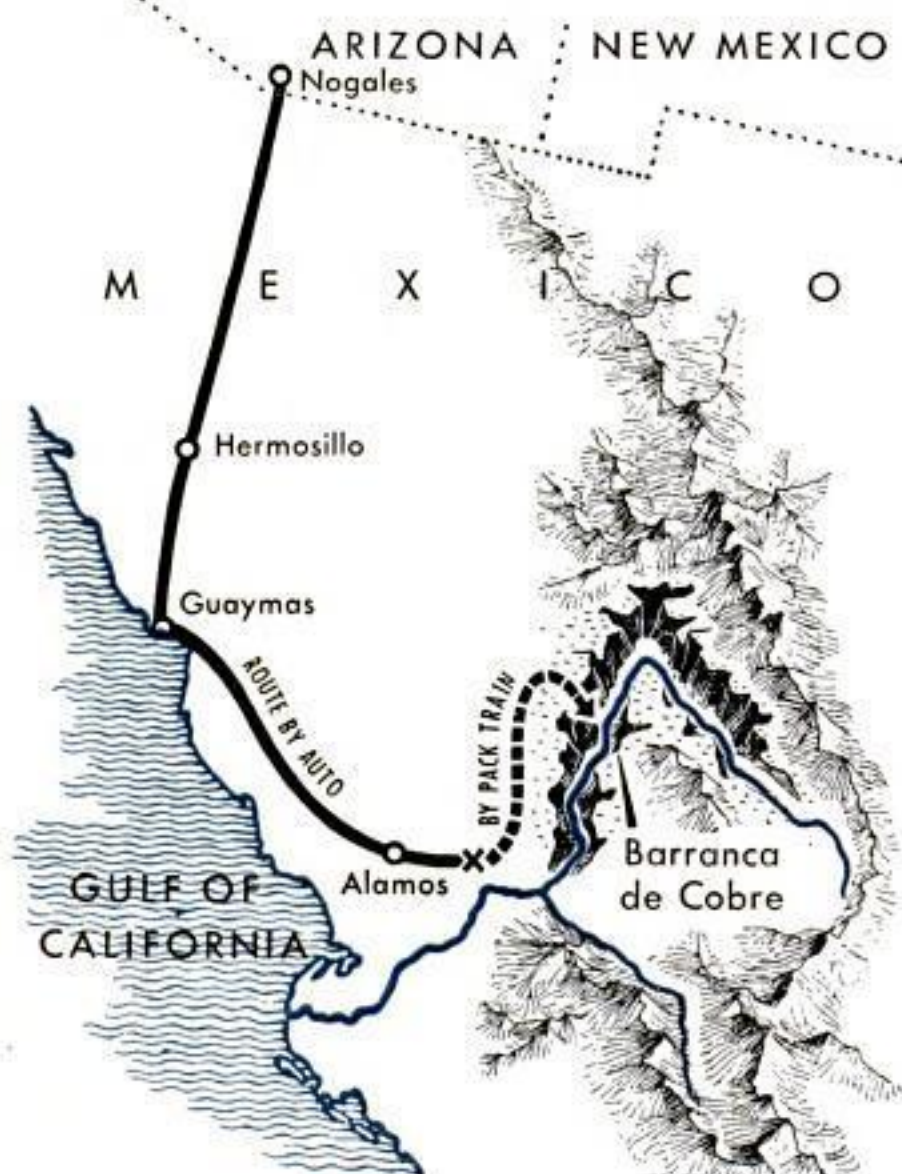 ARIZONA
NEW MEXICO
Nogales
MEXICO
Hermosillo
Guaymas
ROUTE BY AUTO
BY PACK TRAIN
X
Alamos
Barranca
de Cobre
GULF OF
CALIFORNIA